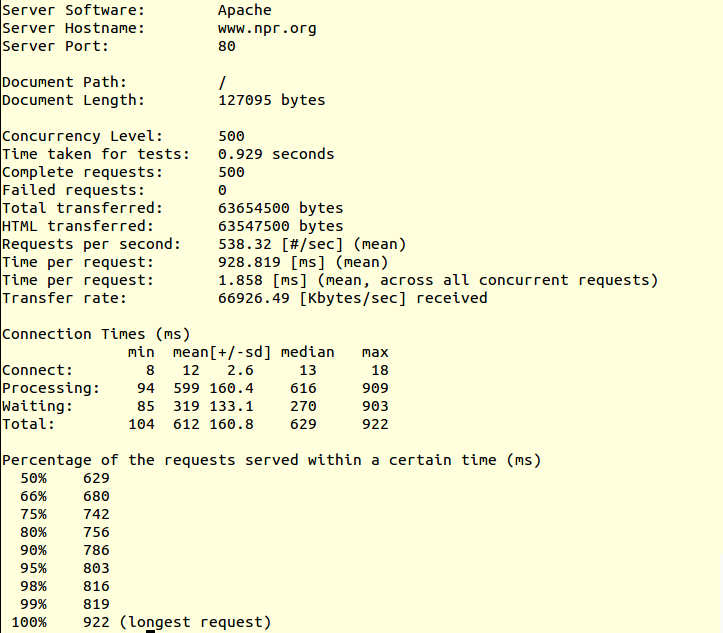 Server Software:        Apache
Server Hostname:        www.npr.org
Server Port:            80
Document Path:          /
Document Length:        127095 bytes
Concurrency Level:      500
Time taken for tests:   0.929 seconds
Complete requests:      500
Failed requests:        0
Total transferred:      63654500 bytes
HTML transferred:       63547500 bytes
Requests per second:    538.32 [#/sec] (mean)
Time per request:       928.819 [ms] (mean)
Time per request:       1.858 [ms] (mean, across all concurrent requests)
Transfer rate:          66926.49 [Kbytes/sec] received
Connection Times (ms)
              min  mean[+/-sd] median   max
Connect:        8   12   2.6     13      18
Processing:    94  599 160.4    616     909
Waiting:       85  319 133.1    270     903
Total:        104  612 160.8    629     922
Percentage of the requests served within a certain time (ms)
  50%    629
  66%    680
  75%    742
  80%    756
  90%    786
  95%    803
  98%    816
  99%    819
 100%    922 (longest request)